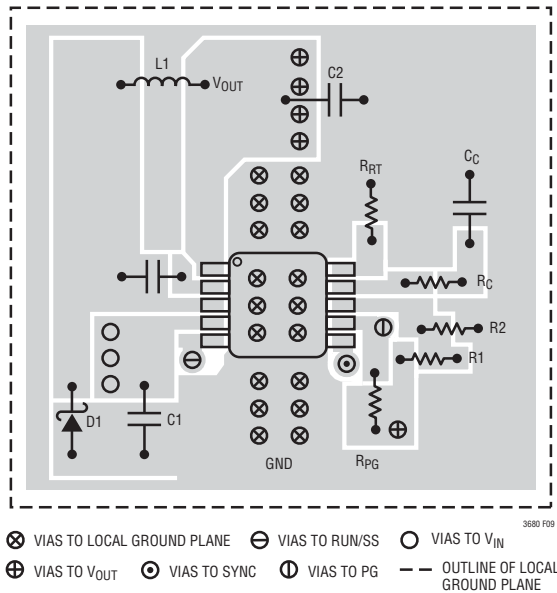 L1
VOUT
C2
RRT
CC
RC
R2
R1
D1
C1
GND
RPG
3680 F09
VIAS TO LOCAL GROUND PLANE
VIAS TO RUN/SS
VIAS TO VIN
VIAS TO VOUT
VIAS TO SYNC
VIAS TO PG
OUTLINE OF LOCAL
GROUND PLANE